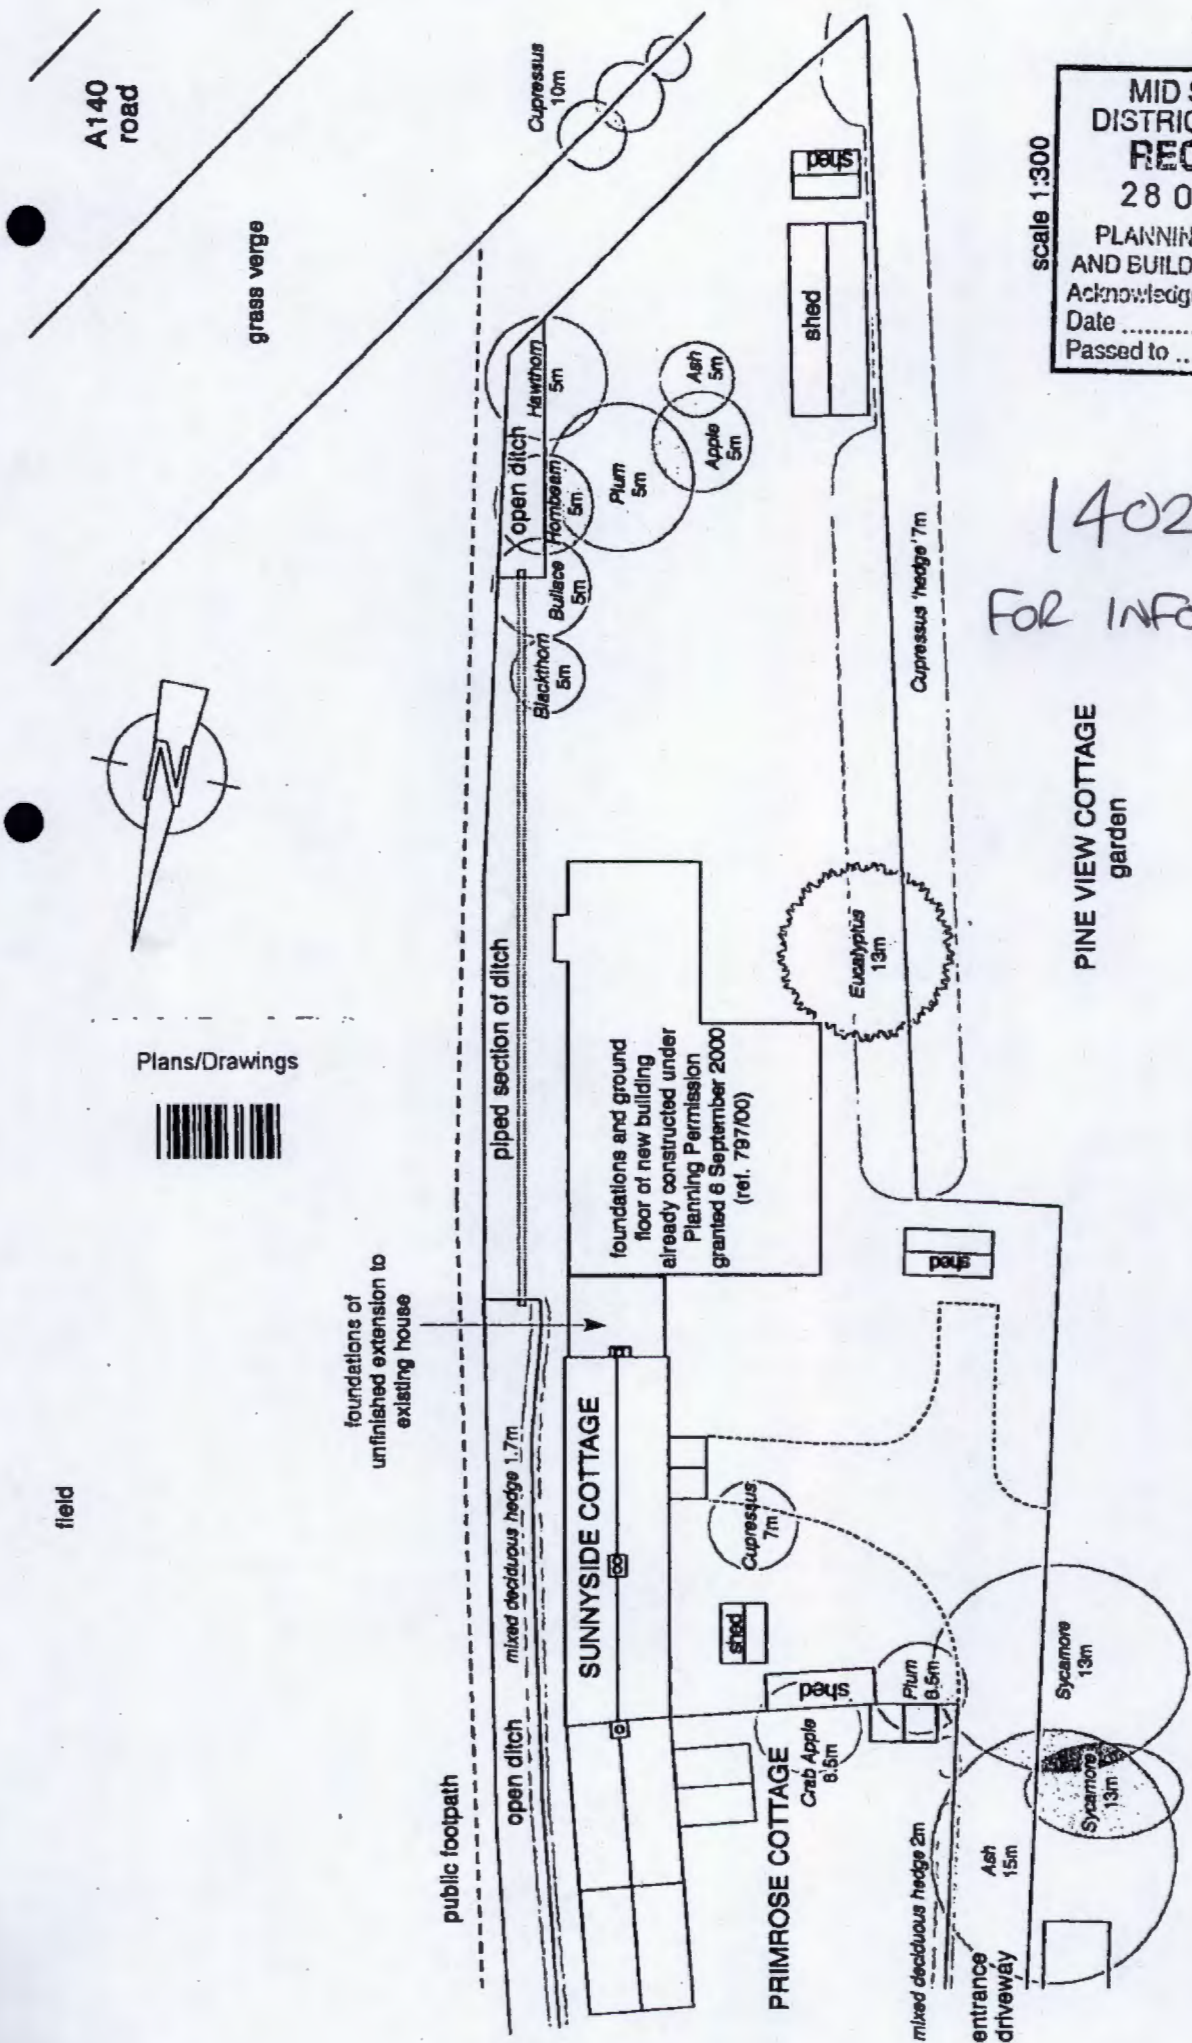 A140
road
grass verge
Cupressus
10m
scale 1:300
MID
DISTRIC
REC
28 O
PLANNIN
AND BUILD
Acknowledg
Date
Passed to
shed
shed
Hawthorn
5m
open ditch
Hornbeam
5m
Bullace
5m
Blackthorn
5m
Plum
5m
Ash
5m
Apple
5m
Cupressus 'hedge' 7m
1402
FOR INFO
PINE VIEW COTTAGE
garden
N
Plans/Drawings
piped section of ditch
foundations and ground
floor of new building
already constructed under
Planning Permission
granted 6 September 2000
(ref. 797/00)
Eucalyptus
13m
shed
foundations of
unfinished extension to
existing house
field
mixed deciduous hedge 1.7m
SUNNYSIDE COTTAGE
Cupressus
7m
shed
shed
Plum
6.5m
Sycamore
13m
Sycamore
13m
public footpath
open ditch
Crab Apple
6.5m
PRIMROSE COTTAGE
mixed deciduous hedge 2m
Ash
15m
entrance
driveway